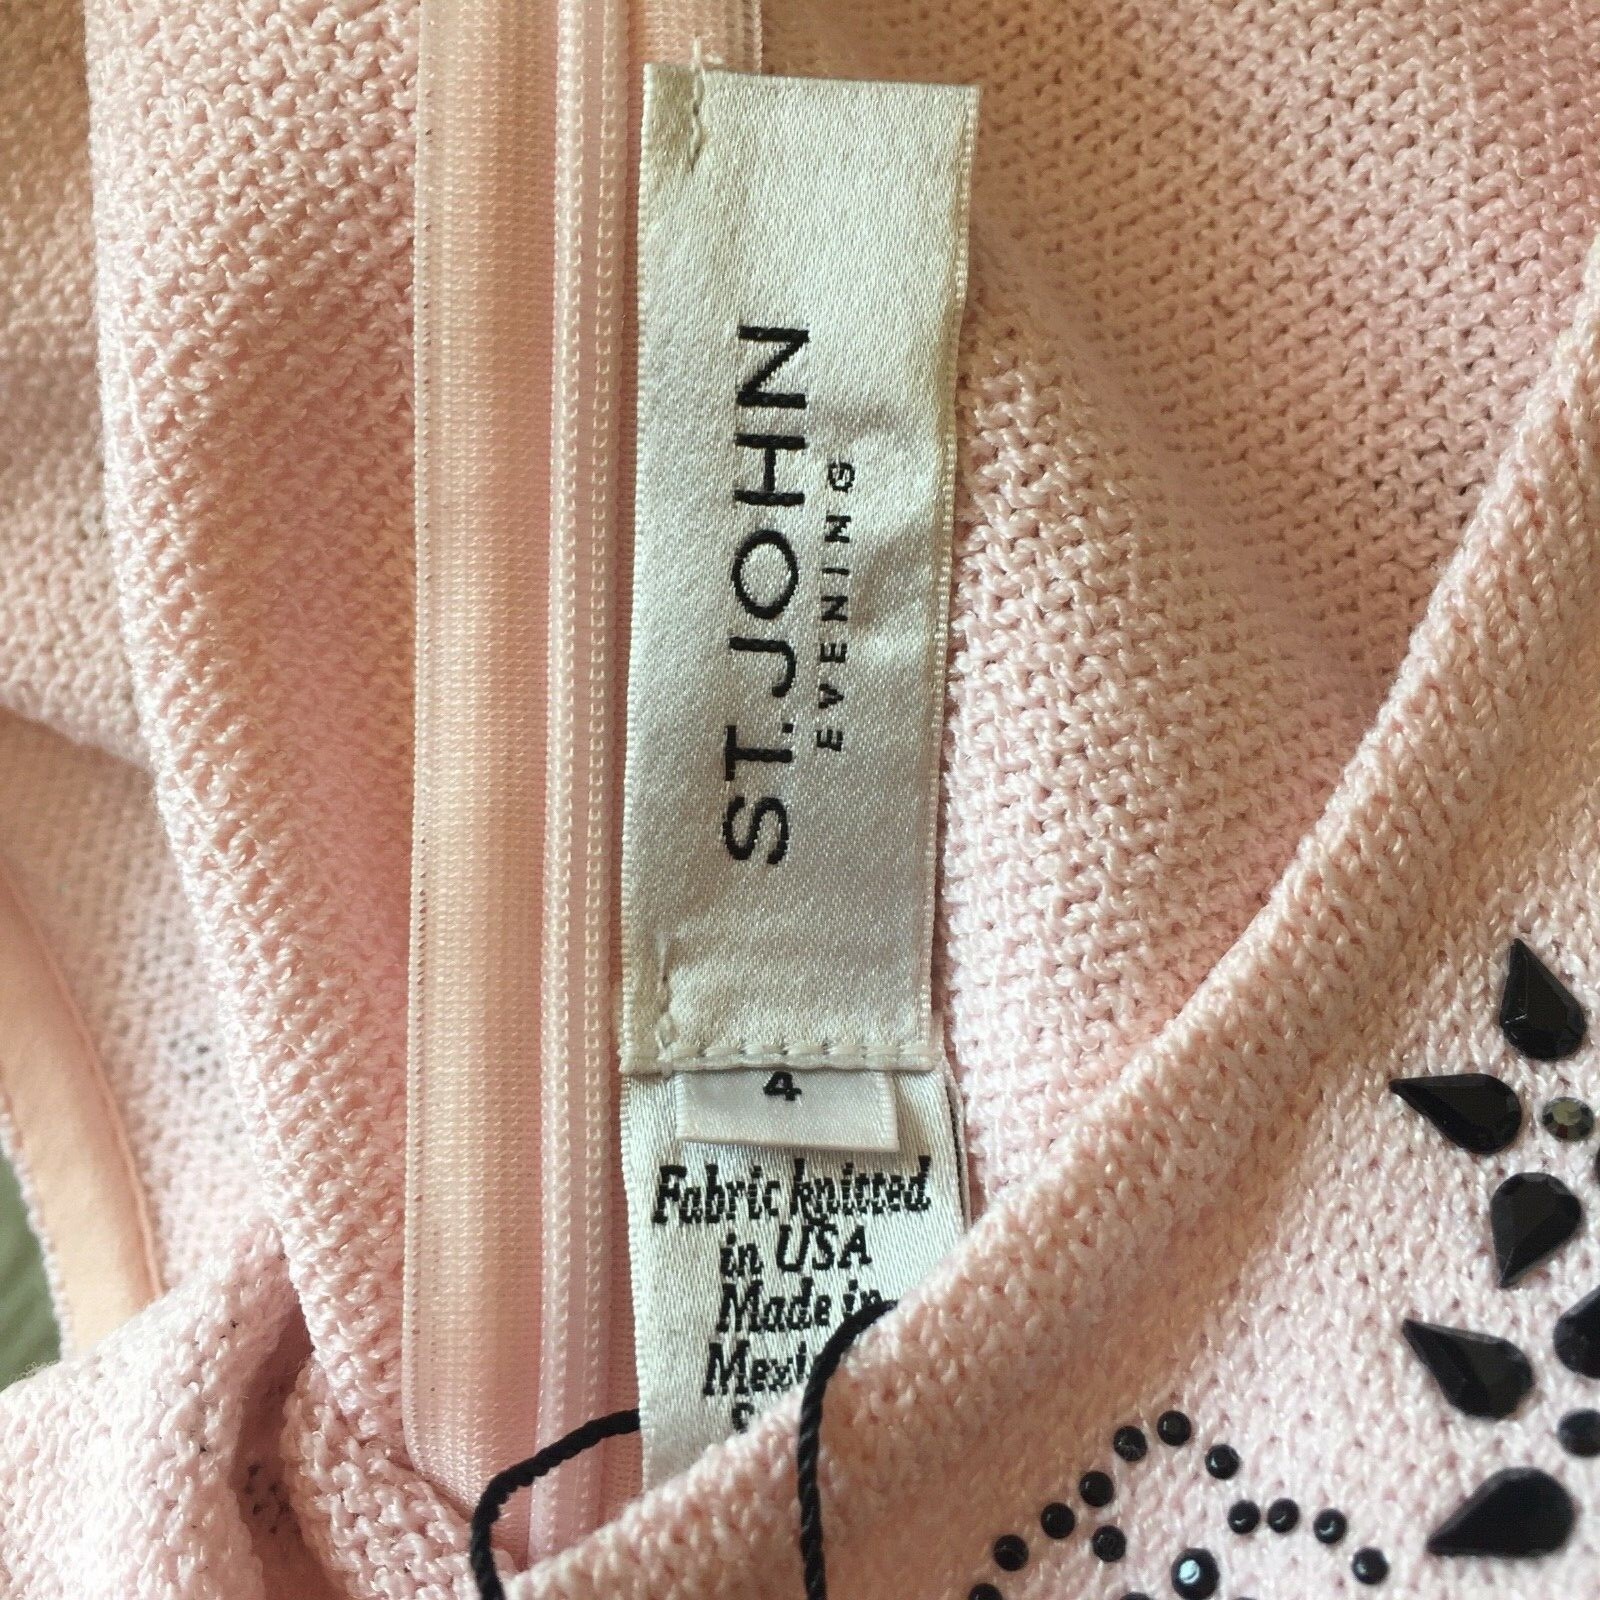 ST. JOHN
EVENING
4
Fabric knitted
in USA
Made in